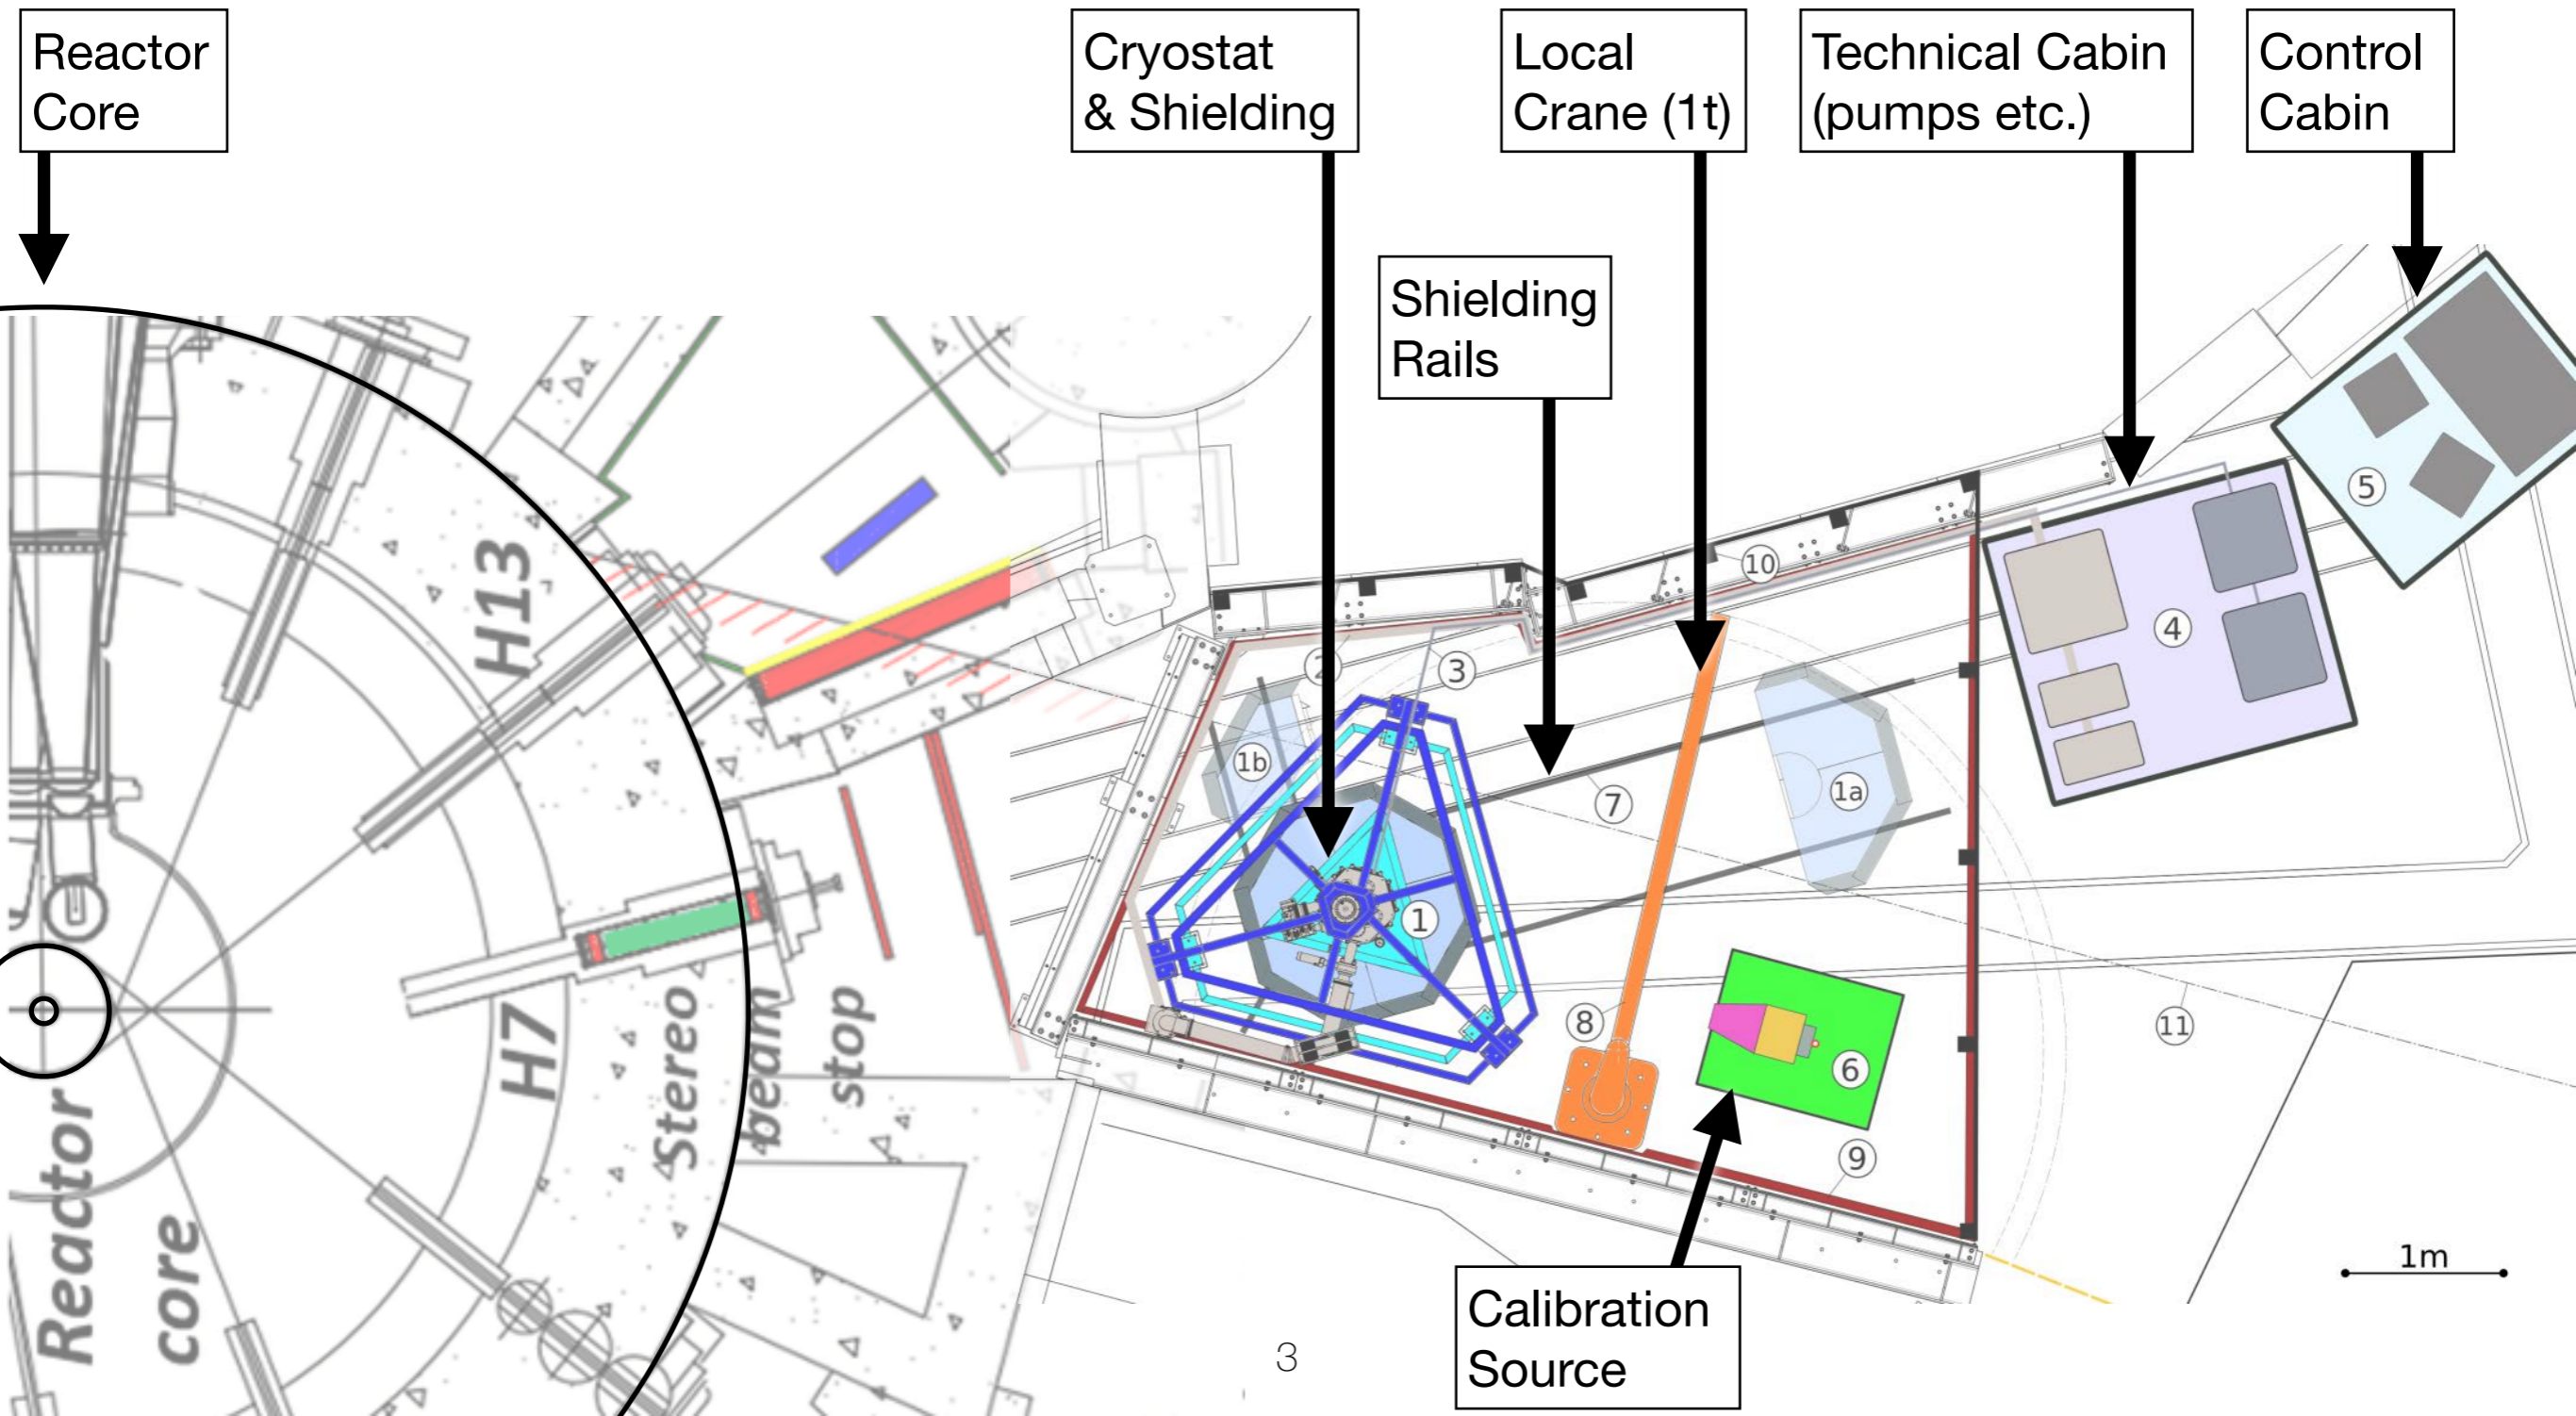 Reactor
Core
Cryostat
& Shielding
Local
Crane (1t)
Technical Cabin
(pumps etc.)
Control
Cabin
Shielding
Rails
H13
H7
Stereo
beam
stop
Reactor
core
1b
2
3
1
7
8
10
1a
4
5
6
9
11
1m
Calibration
Source
3